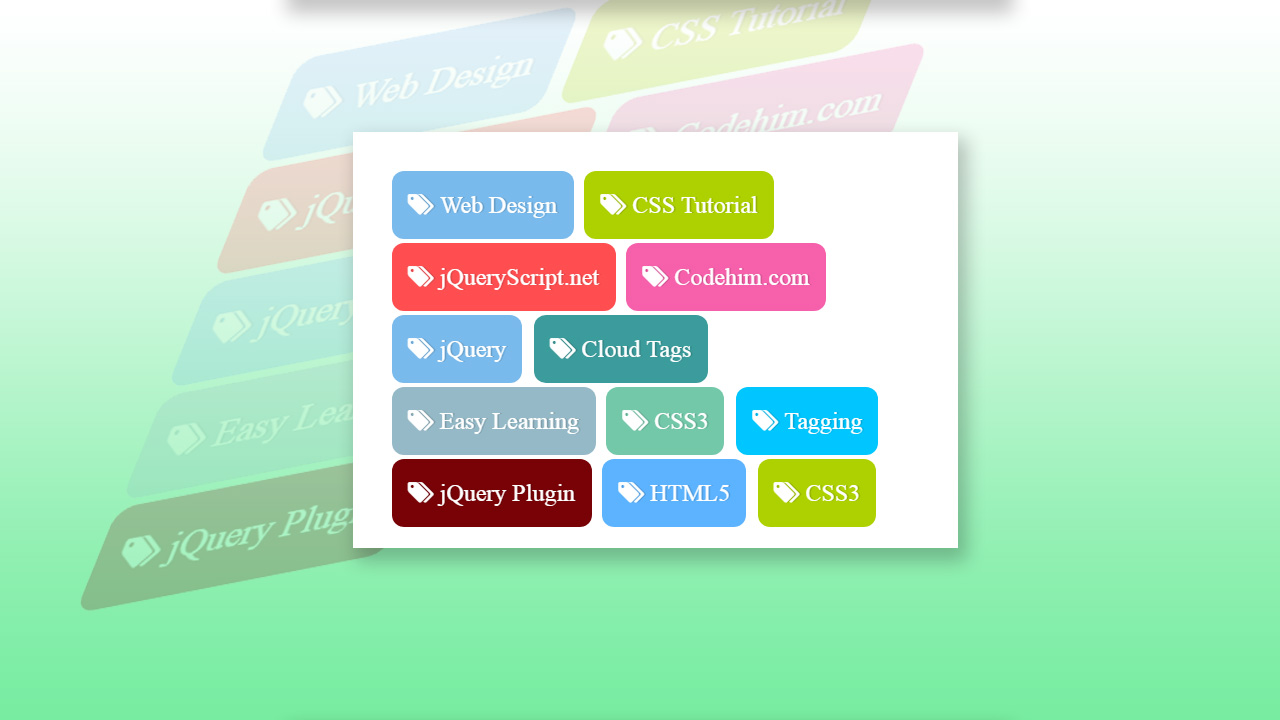 Web Design CSS Tutorial
Codehim.com
jQu
jQuery
Easy Lea
jQuery Plug
Web Design CSS Tutorial
jQueryScript.net Codehim.com
jQuery Cloud Tags
Easy Learning CSS3 Tagging
jQuery Plugin HTML5 CSS3